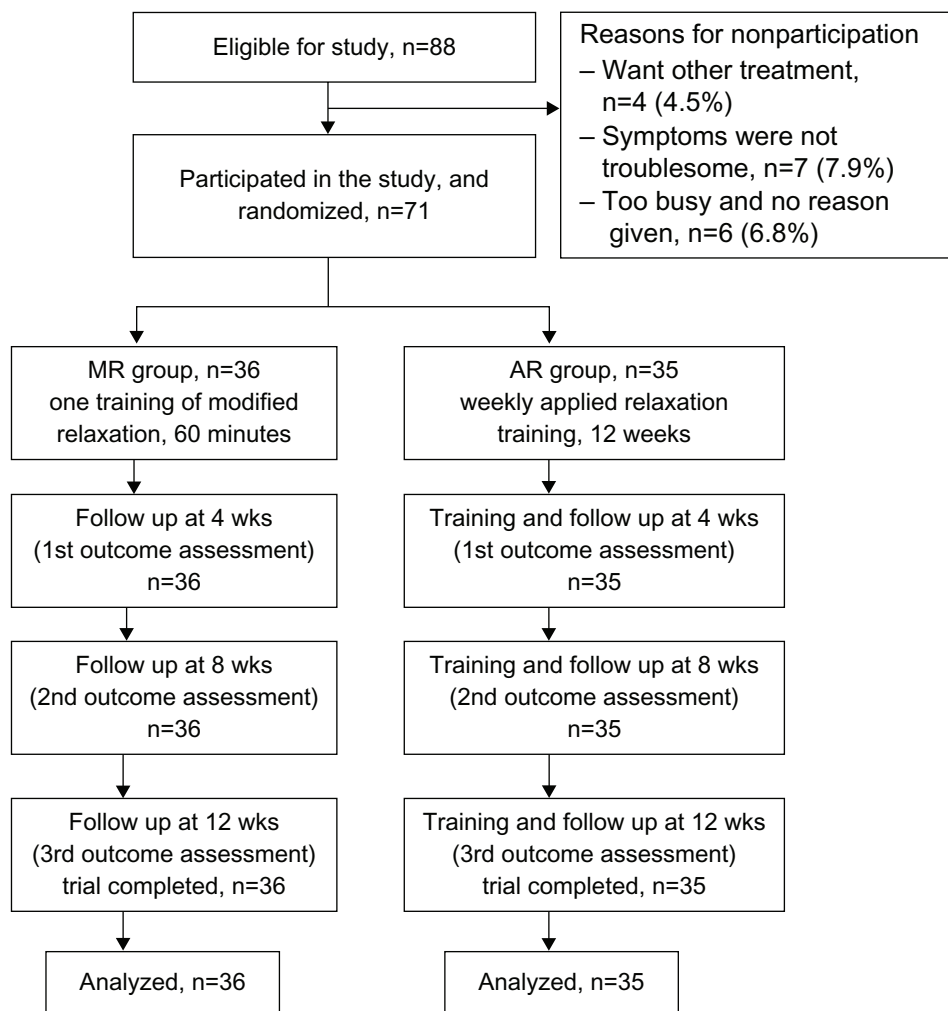 Eligible for study, n=88
Reasons for nonparticipation
– Want other treatment,
n=4 (4.5%)
– Symptoms were not
troublesome, n=7 (7.9%)
– Too busy and no reason
given, n=6 (6.8%)
Participated in the study, and
randomized, n=71
MR group, n=36
one training of modified
relaxation, 60 minutes
AR group, n=35
weekly applied relaxation
training, 12 weeks
Follow up at 4 wks
(1st outcome assessment)
n=36
Training and follow up at 4 wks
(1st outcome assessment)
n=35
Follow up at 8 wks
(2nd outcome assessment)
n=36
Training and follow up at 8 wks
(2nd outcome assessment)
n=35
Follow up at 12 wks
(3rd outcome assessment)
trial completed, n=36
Training and follow up at 12 wks
(3rd outcome assessment)
trial completed, n=35
Analyzed, n=36
Analyzed, n=35